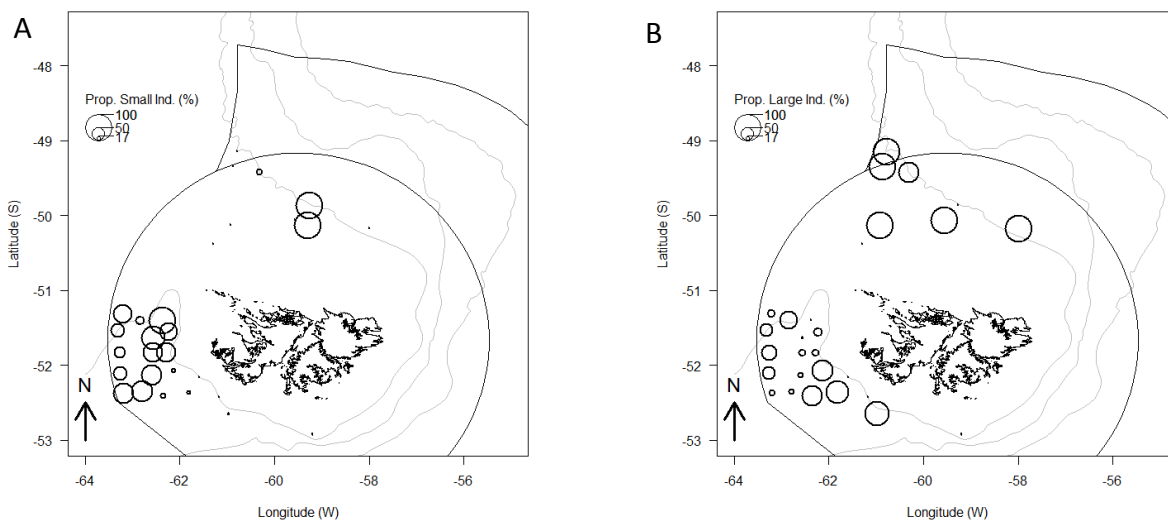 A
Prop. Small Ind. (%)
100
50
17
-48
-49
-50
-51
-52
-53
Latitude (S)
N
-64
-62
-60
-58
-56
Longitude (W)
B
Prop. Large Ind. (%)
100
50
17
-48
-49
-50
-51
-52
-53
Latitude (S)
N
-64
-62
-60
-58
-56
Longitude (W)